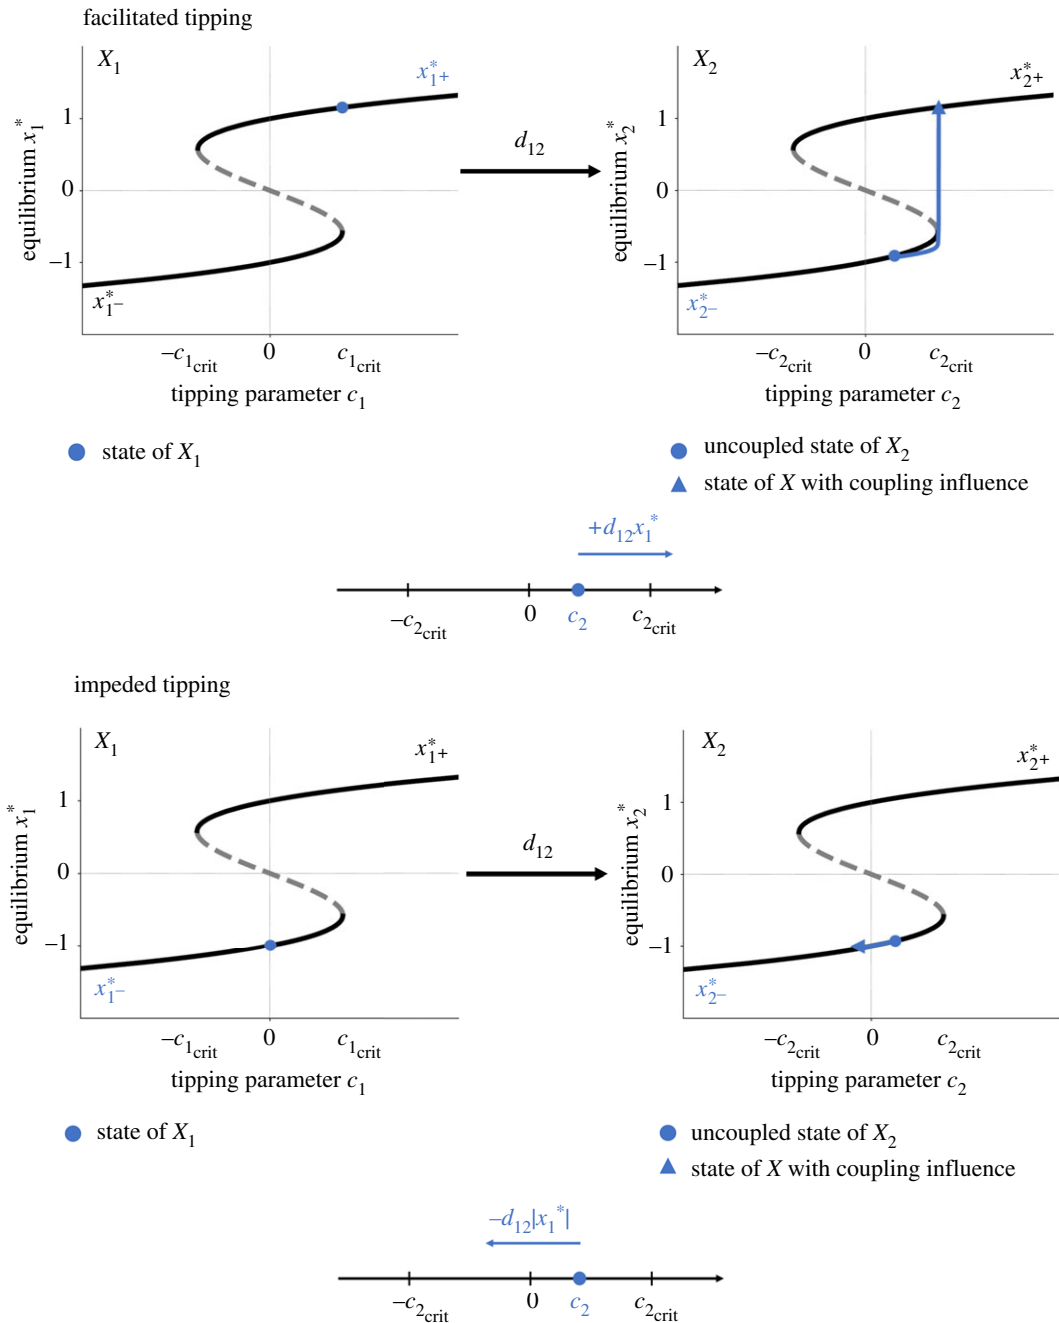 facilitated tipping
X1
x*1+
equilibrium x1*
1
0
−1
x*1−
−c1crit
0
c1crit
tipping parameter c1
d12
X2
x*2+
equilibrium x2*
1
0
−1
x*2−
−c2crit
0
c2crit
tipping parameter c2
state of X1
uncoupled state of X2
state of X with coupling influence
+d12x1*
−c2crit
0
c2
c2crit
impeded tipping
X1
x*1+
equilibrium x1*
1
0
−1
x*1−
−c1crit
0
c1crit
tipping parameter c1
d12
X2
x*2+
equilibrium x2*
1
0
−1
x*2−
−c2crit
0
c2crit
tipping parameter c2
state of X1
uncoupled state of X2
state of X with coupling influence
−d12|x1*|
−c2crit
0
c2
c2crit